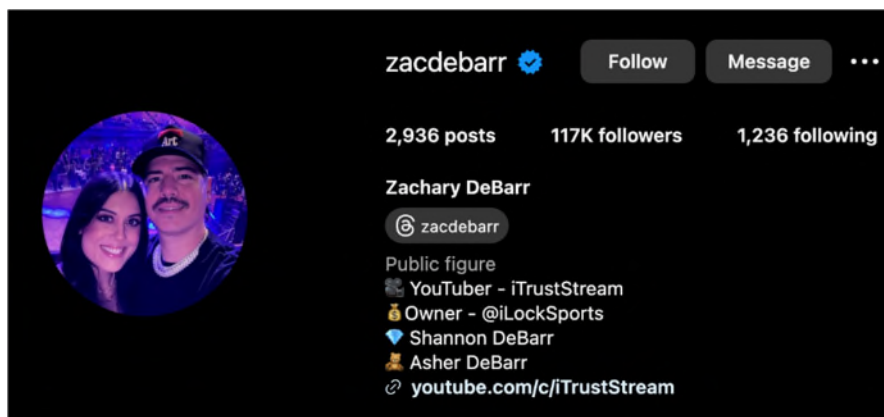 zacdebarr
Follow
Message
2,936 posts
117K followers
1,236 following
Zachary DeBarr
zacdebarr
Public figure
🎥 YouTuber - iTrustStream
💰Owner - @iLockSports
💎 Shannon DeBarr
🧸 Asher DeBarr
youtube.com/c/iTrustStream
Art